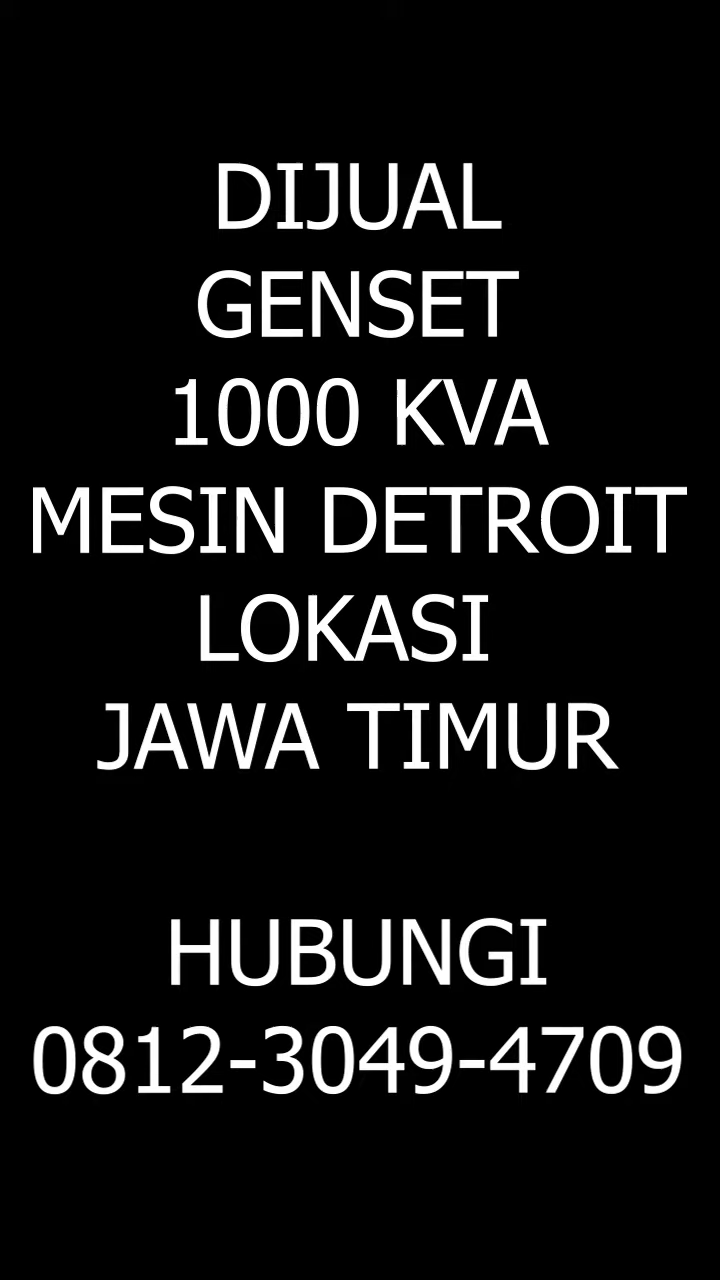 DIJUAL
GENSET
1000 KVA
MESIN DETROIT
LOKASI
JAWA TIMUR
HUBUNGI
0812-3049-4709